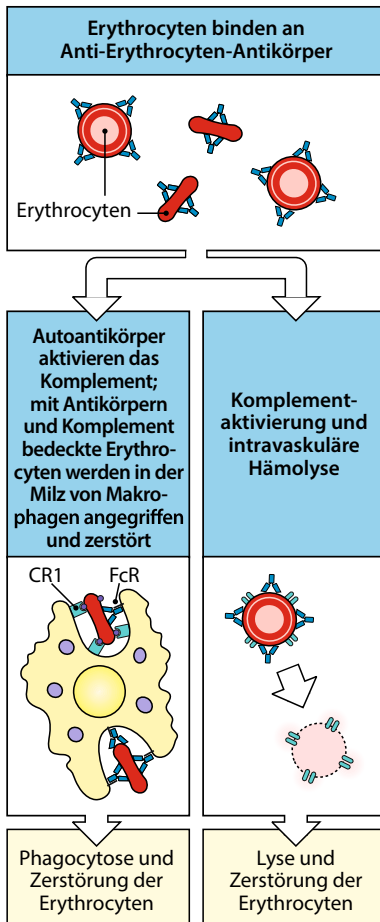 Erythrocyten binden an
Anti-Erythrocyten-Antikörper
Erythrocyten
Autoantikörper
aktivieren das
Komplement;
mit Antikörpern
und Komplement
bedeckte Erythro-
cyten werden in der
Milz von Makro-
phagen angegriffen
und zerstört
Komplement-
aktivierung und
intravaskuläre
Hämolyse
CR1
FcR
Phagocytose und
Zerstörung der
Erythrocyten
Lyse und
Zerstörung der
Erythrocyten